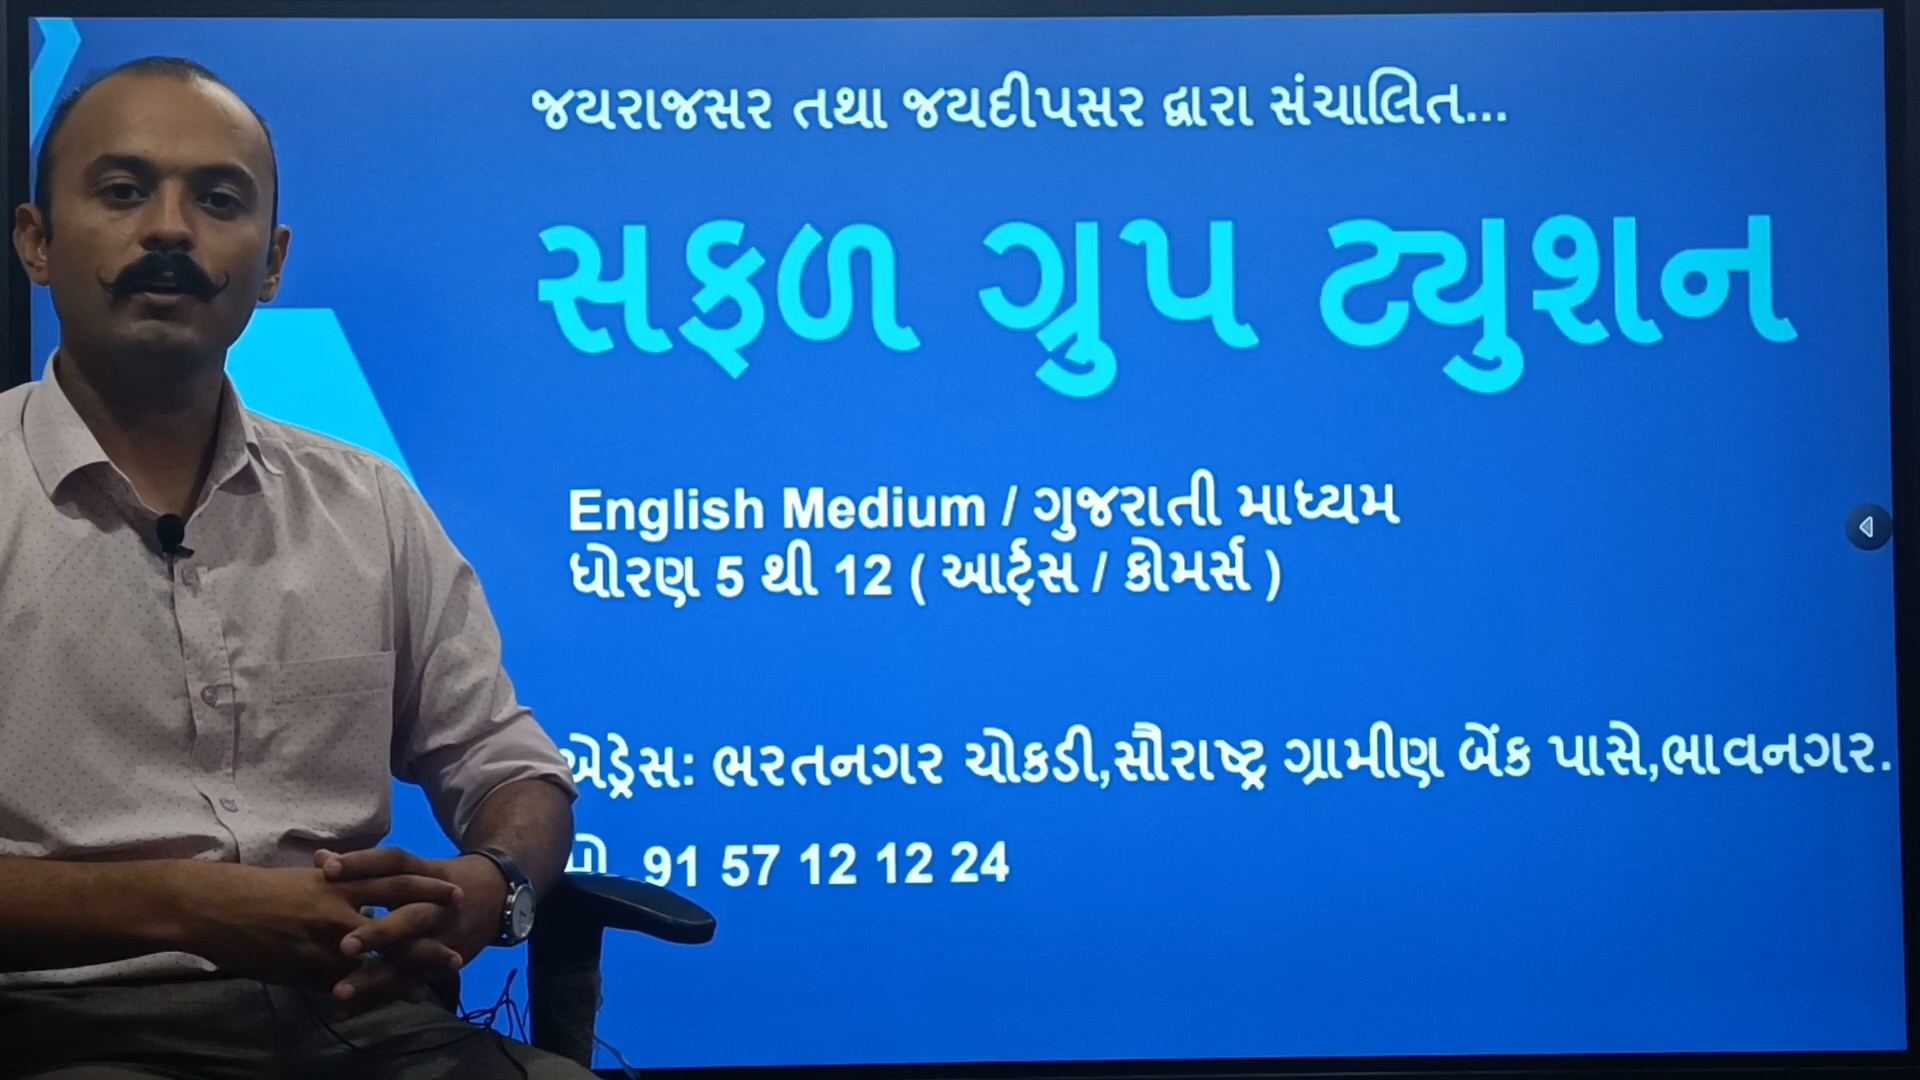 જયરાજસર તથા જયદીપસર દ્વારા સંચાલિત...
સફળ ગ્રુપ ટ્યુશન
English Medium / ગુજરાતી માધ્યમ
ધોરણ 5 થી 12 ( આર્ટ્સ / કોમર્સ )
એડ્રેસ: ભરતનગર ચોકડી,સૌરાષ્ટ્ર ગ્રામીણ બેંક પાસે,ભાવનગર.
91 57 12 12 24